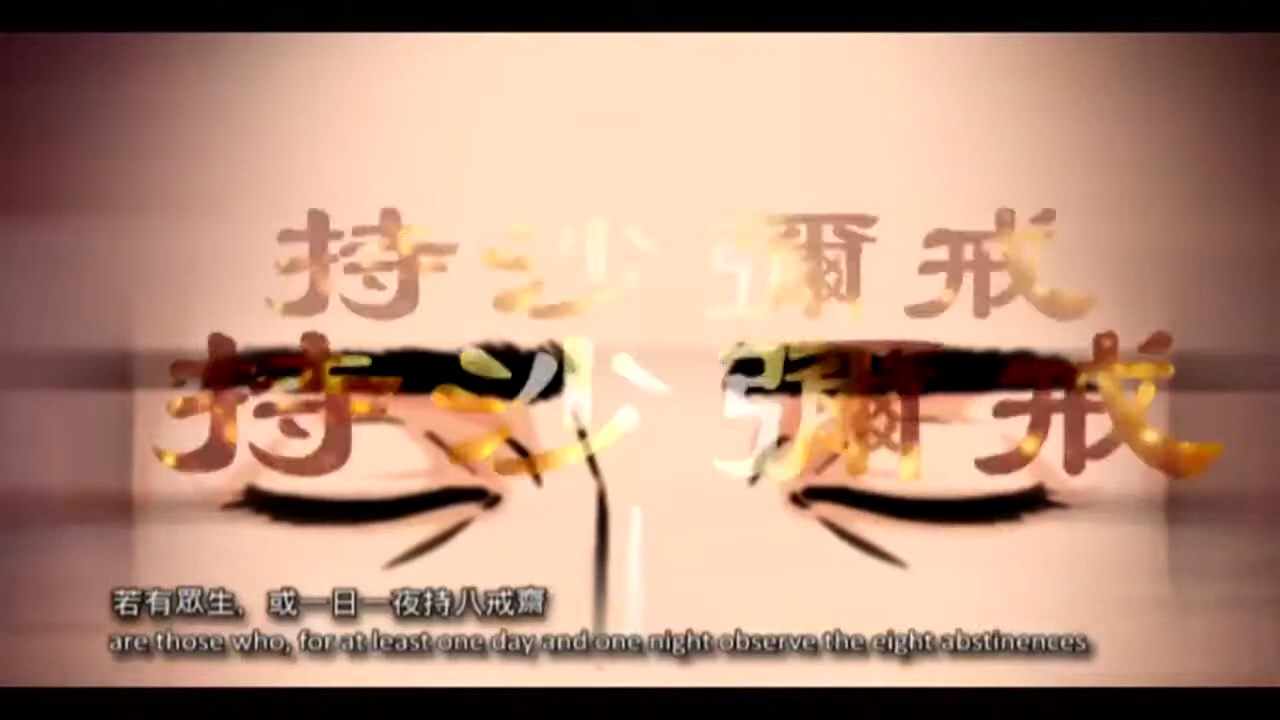 持沙彌戒
持沙彌戒
若有眾生，或一日一夜持八戒齋
are those who, for at least one day and one night observe the eight abstinences